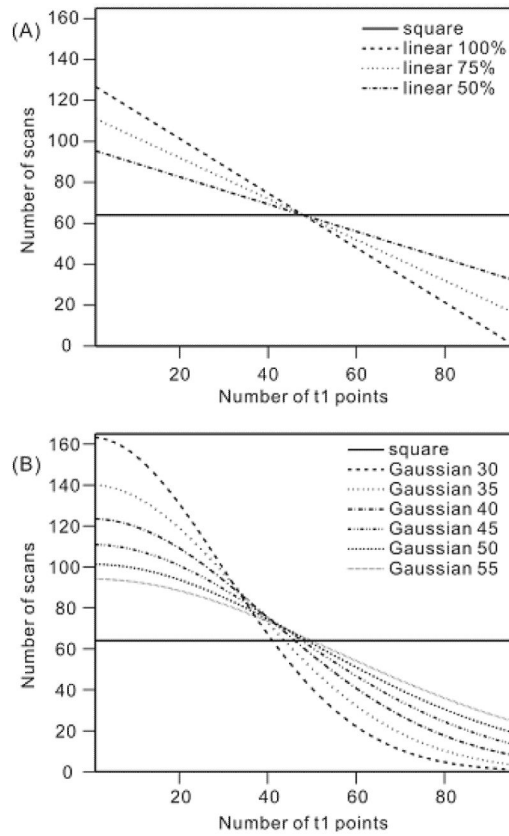 (A)
160
140
120
100
80
60
40
20
0
Number of scans
square
linear 100%
linear 75%
linear 50%
20 40 60 80
Number of t1 points
(B)
160
140
120
100
80
60
40
20
0
Number of scans
square
Gaussian 30
Gaussian 35
Gaussian 40
Gaussian 45
Gaussian 50
Gaussian 55
20 40 60 80
Number of t1 points